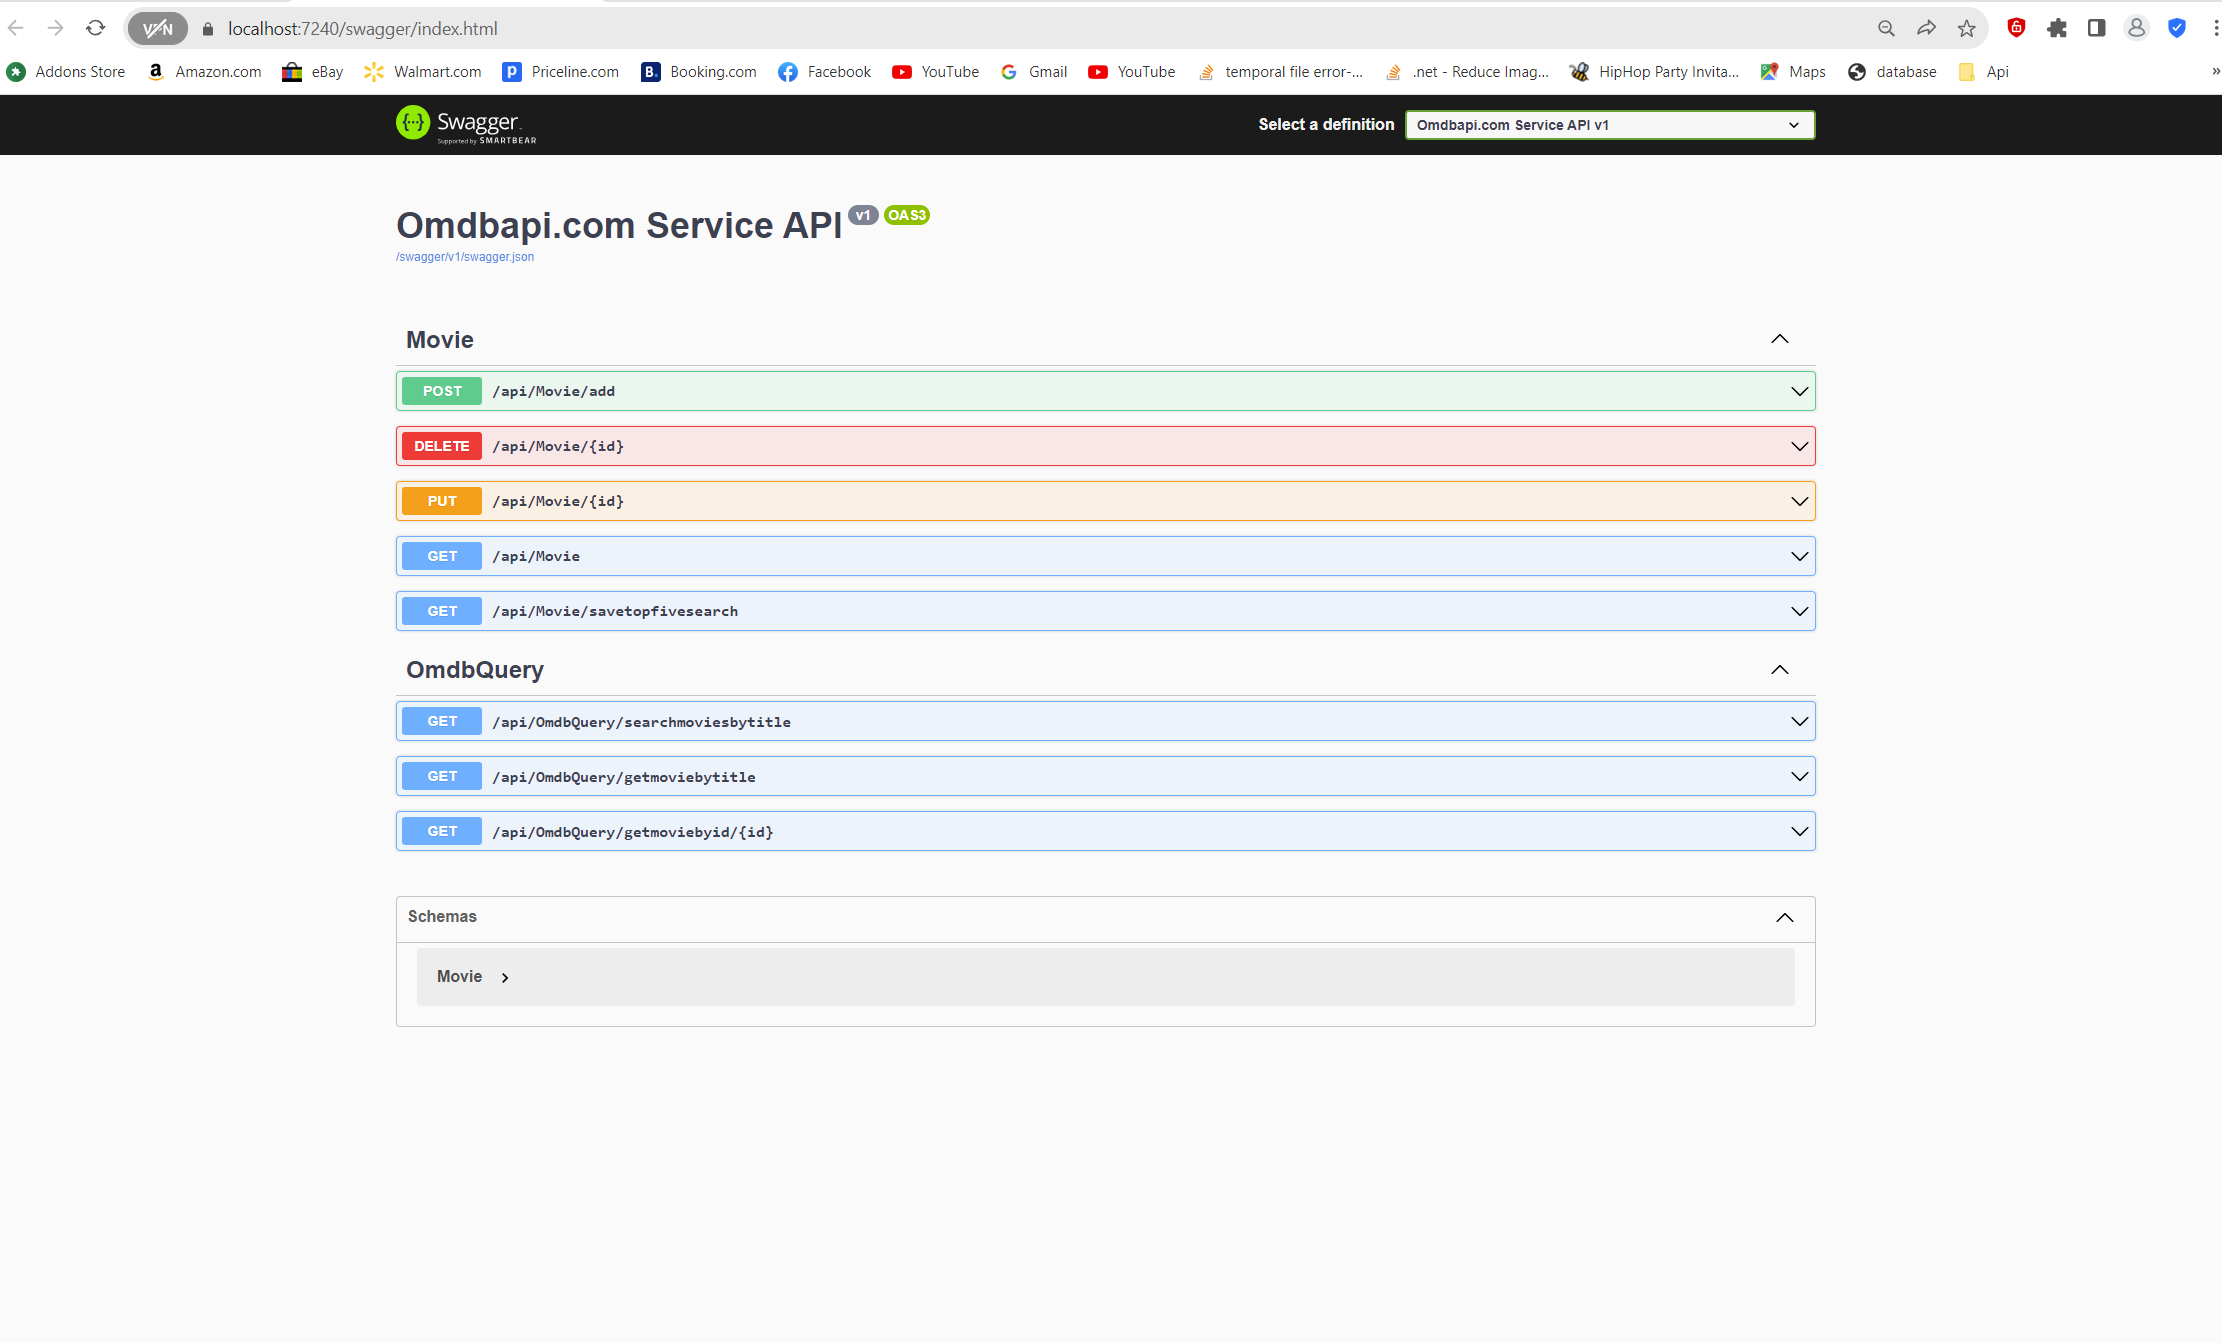 VPN localhost:7240/swagger/index.html
Addons Store Amazon.com eBay Walmart.com Priceline.com Booking.com Facebook YouTube Gmail YouTube temporal file error-... .net - Reduce Imag... HipHop Party Invita... Maps database Api »
Swagger
Supported by SMARTBEAR
Select a definition Omdbapi.com Service API v1
Omdbapi.com Service API v1 OAS3
/swagger/v1/swagger.json
Movie
POST /api/Movie/add
DELETE /api/Movie/{id}
PUT /api/Movie/{id}
GET /api/Movie
GET /api/Movie/savetopfivesearch
OmdbQuery
GET /api/OmdbQuery/searchmoviesbytitle
GET /api/OmdbQuery/getmoviebytitle
GET /api/OmdbQuery/getmoviebyid/{id}
Schemas
Movie